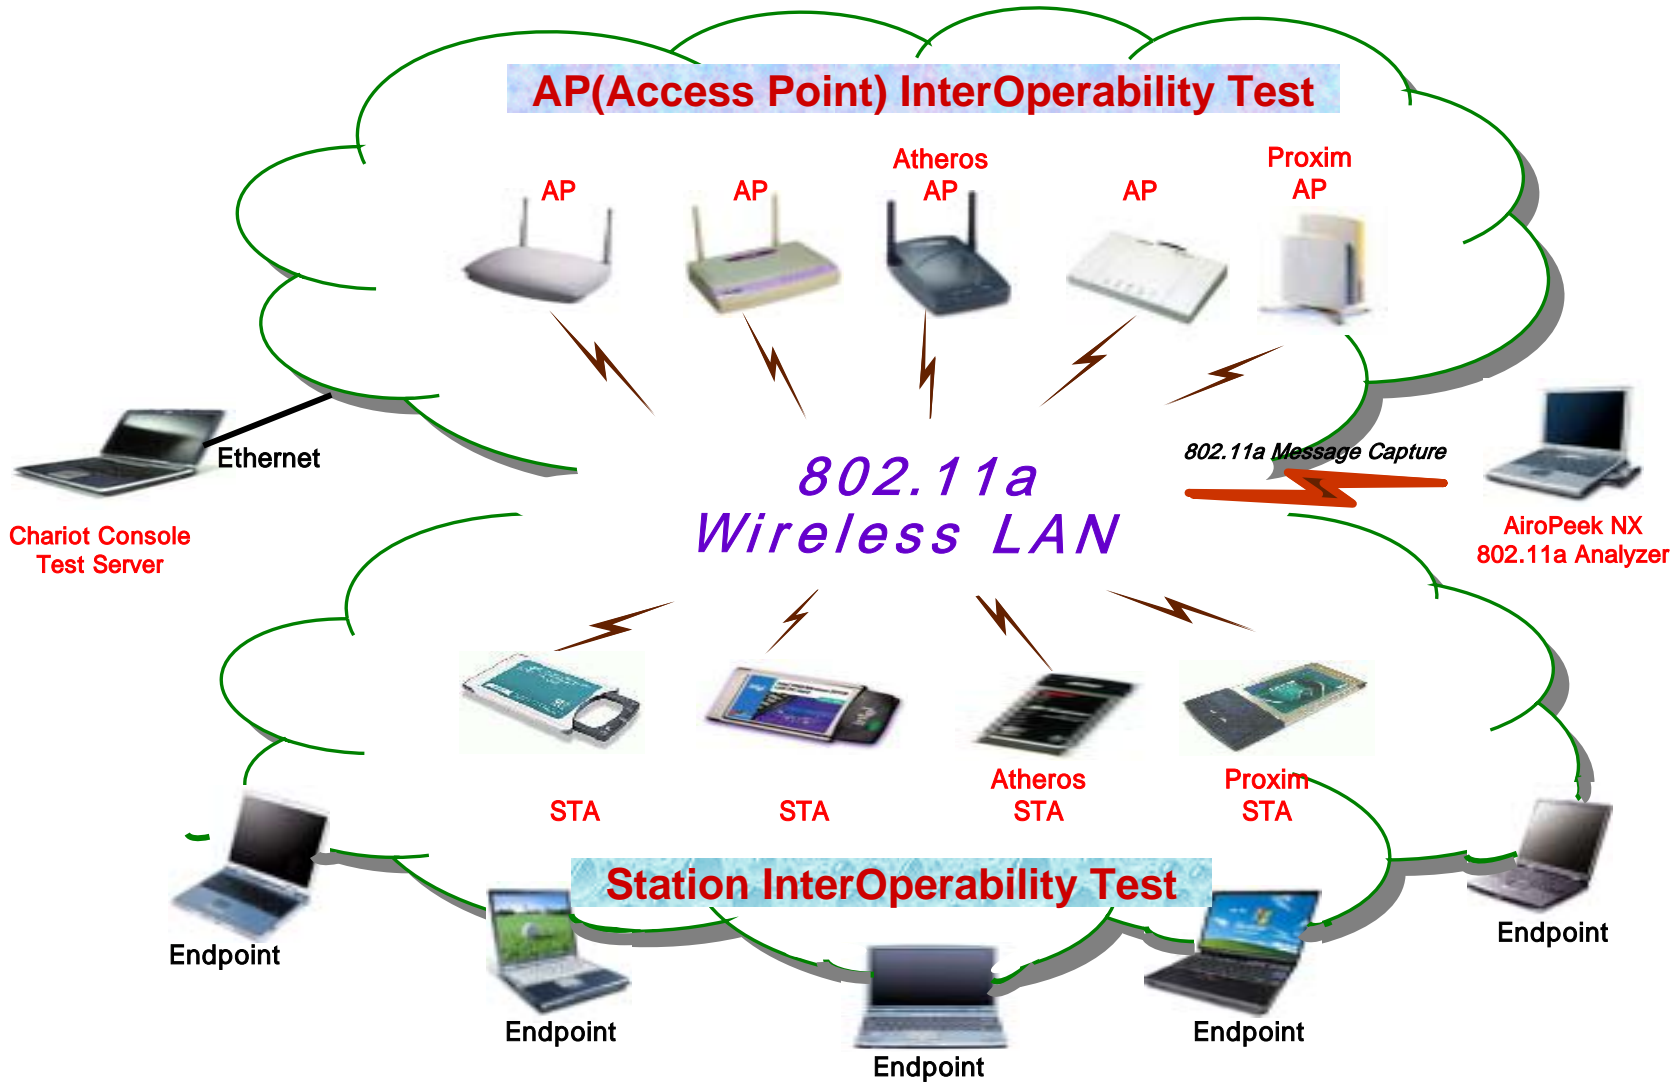 AP(Access Point) InterOperability Test
Atheros
Proxim
AP
AP
AP
AP
AP
Ethernet
802.11a Message Capture
802.11a
Wireless LAN
Chariot Console
Test Server
AiroPeek NX
802.11a Analyzer
intel
Atheros
Proxim
STA
STA
STA
STA
Station InterOperability Test
Endpoint
Endpoint
Endpoint
Endpoint
Endpoint